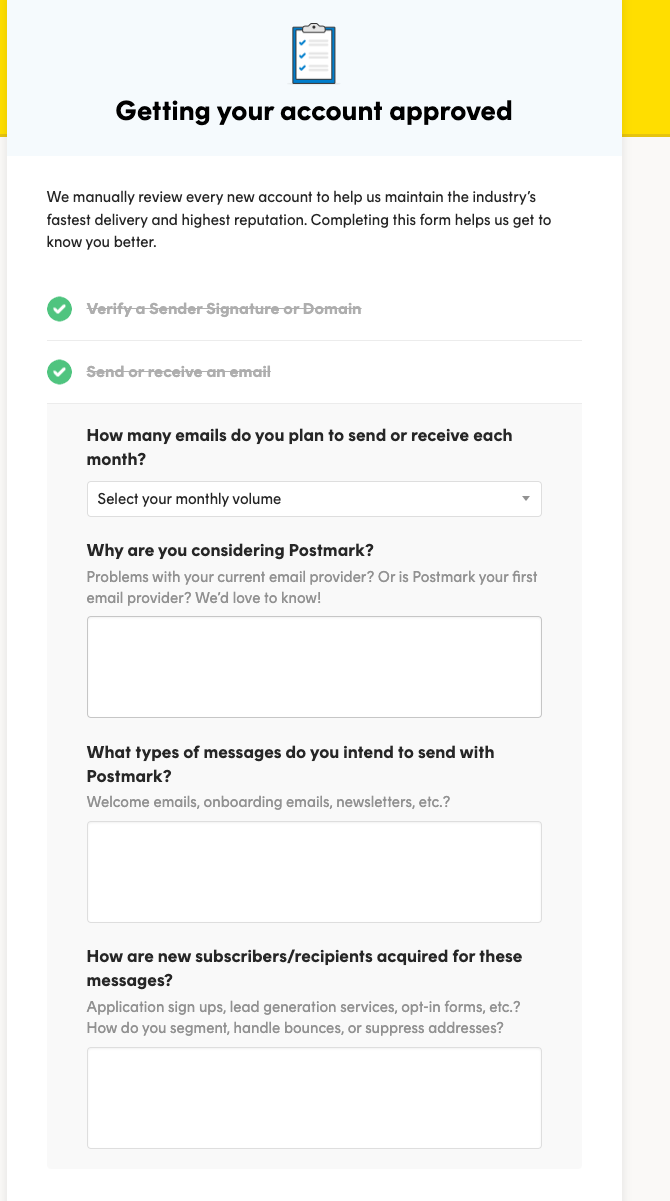 Getting your account approved
We manually review every new account to help us maintain the industry's
fastest delivery and highest reputation. Completing this form helps us get to
know you better.
Verify a Sender Signature or Domain
Send or receive an email
How many emails do you plan to send or receive each
month?
Select your monthly volume
Why are you considering Postmark?
Problems with your current email provider? Or is Postmark your first
email provider? We'd love to know!
What types of messages do you intend to send with
Postmark?
Welcome emails, onboarding emails, newsletters, etc.?
How are new subscribers/recipients acquired for these
messages?
Application sign ups, lead generation services, opt-in forms, etc.?
How do you segment, handle bounces, or suppress addresses?